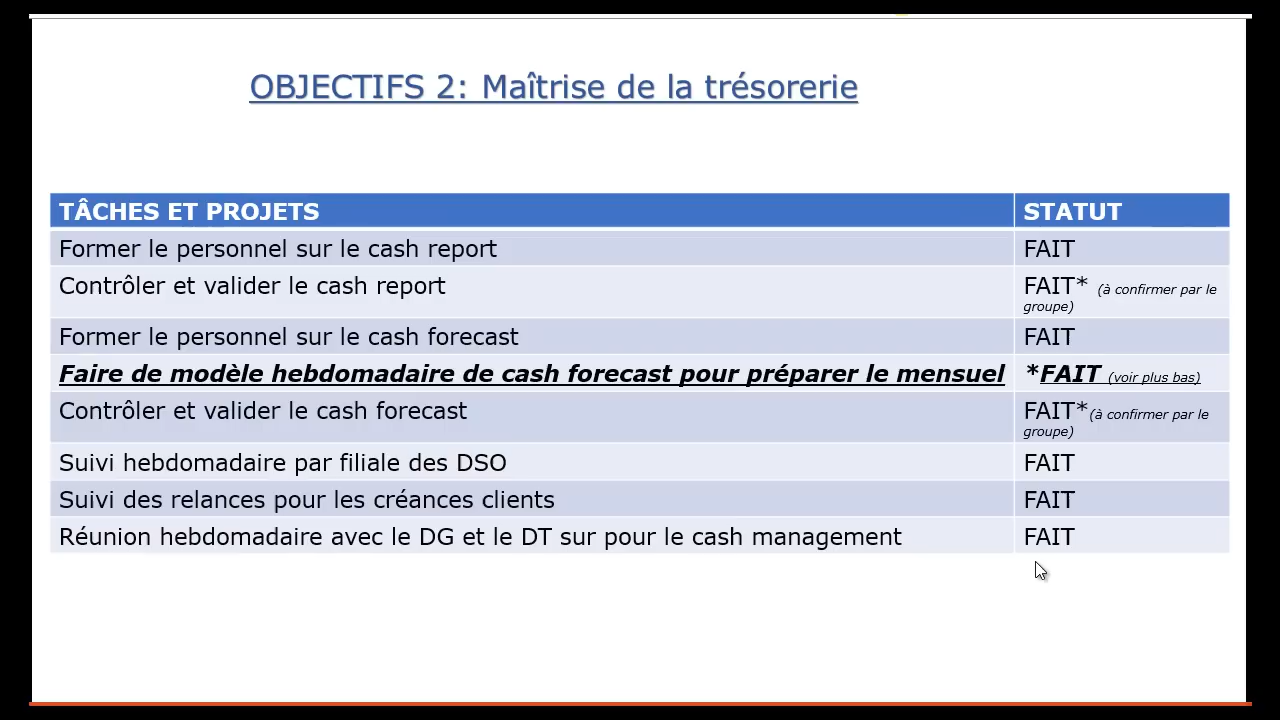 OBJECTIFS 2: Maîtrise de la trésorerie
TÂCHES ET PROJETS STATUT
Former le personnel sur le cash report FAIT
Contrôler et valider le cash report FAIT* (à confirmer par le
groupe)
Former le personnel sur le cash forecast FAIT
Faire de modèle hebdomadaire de cash forecast pour préparer le mensuel *FAIT (voir plus bas)
Contrôler et valider le cash forecast FAIT*(à confirmer par le
groupe)
Suivi hebdomadaire par filiale des DSO FAIT
Suivi des relances pour les créances clients FAIT
Réunion hebdomadaire avec le DG et le DT sur pour le cash management FAIT